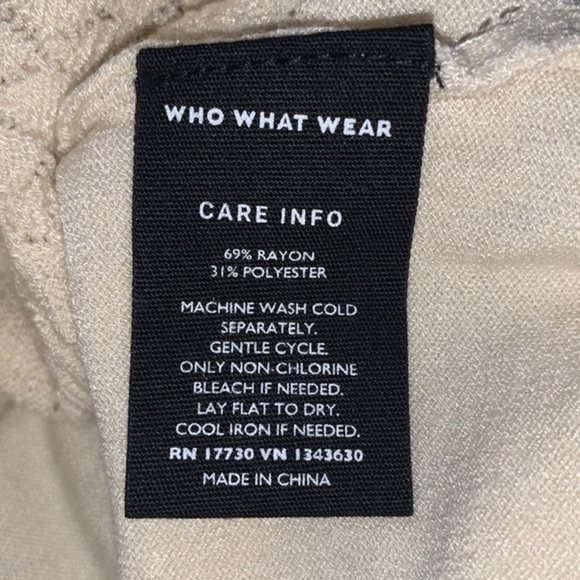 WHO WHAT WEAR
CARE INFO
69% RAYON
31% POLYESTER
MACHINE WASH COLD
SEPARATELY.
GENTLE CYCLE.
ONLY NON-CHLORINE
BLEACH IF NEEDED.
LAY FLAT TO DRY.
COOL IRON IF NEEDED.
RN 17730 VN 1343630
MADE IN CHINA